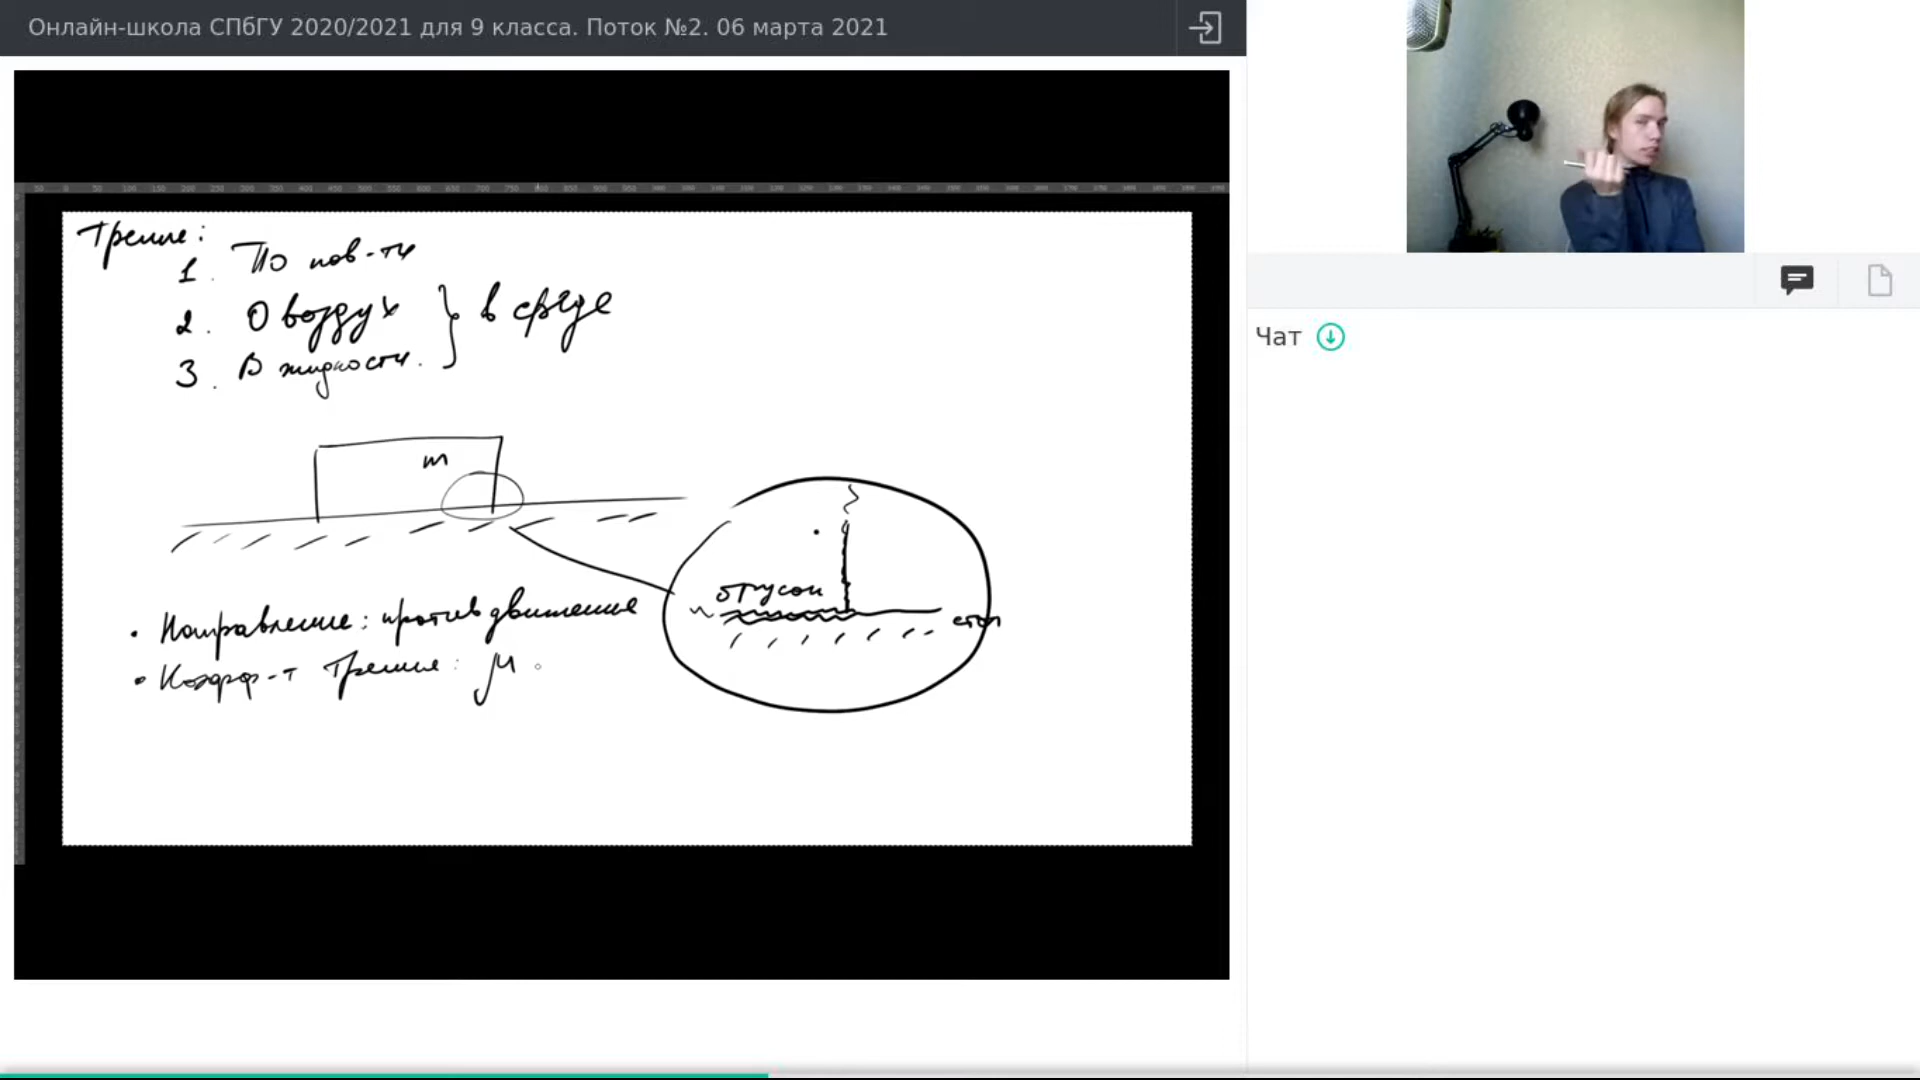 Онлайн-школа СПбГУ 2020/2021 для 9 класса. Поток №2. 06 марта 2021
Трение:
1. По пов-ти
2. О воздух } в среде
3. В жидкости.
m
брусок
стол
• Направление: против движения
• Коэфф-т трения: μ
Чат